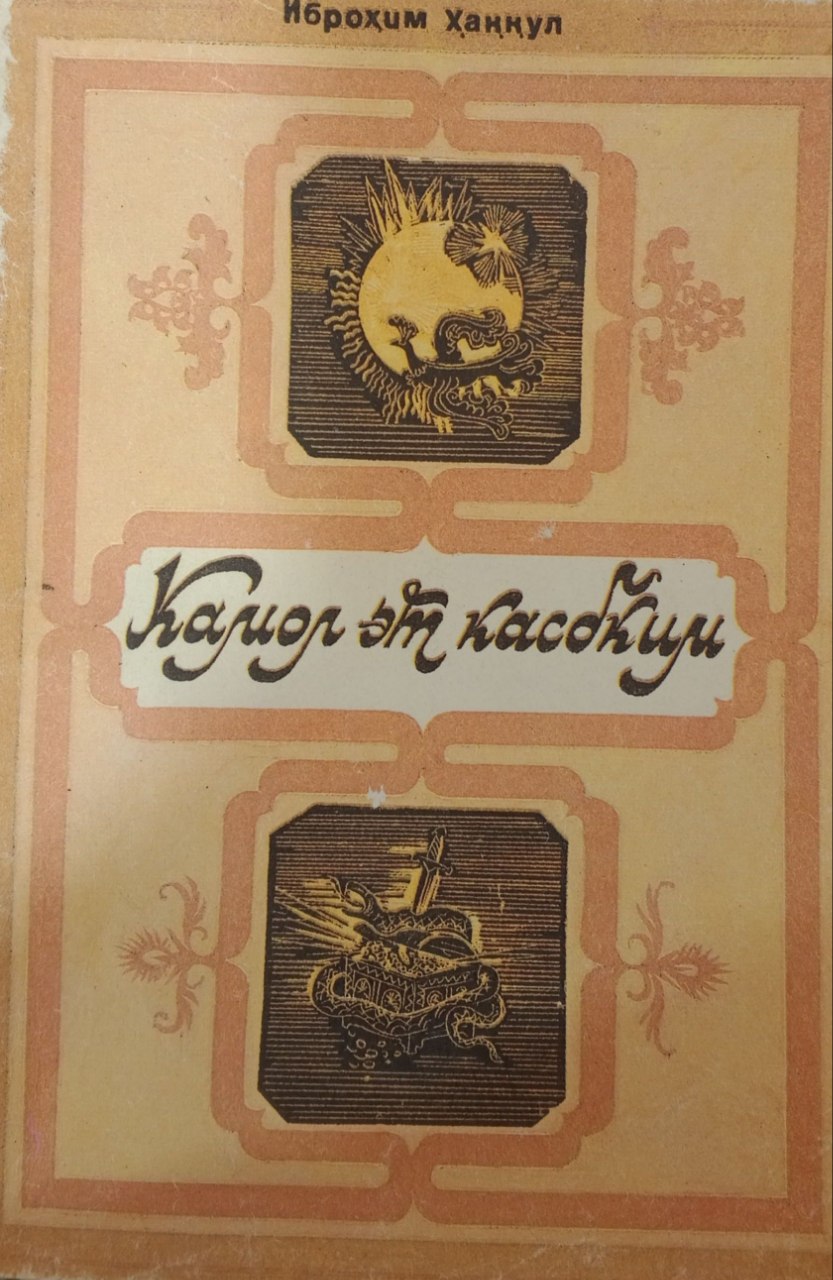 Иброҳим Ҳаққул
Камол эт касбким